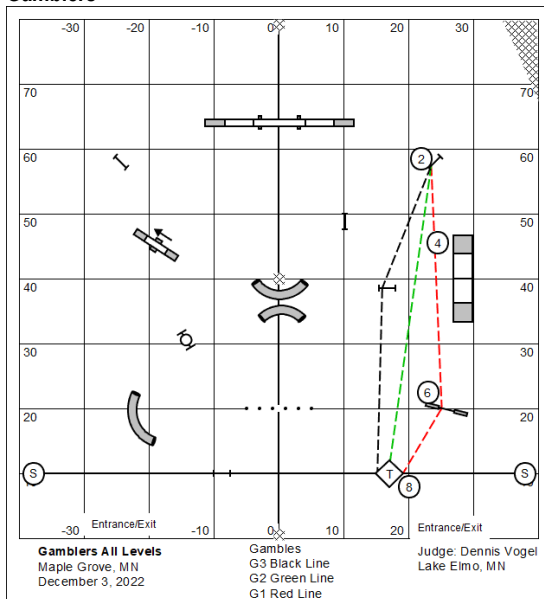 Gamblers
-30 -20 -10 0 10 20 30
70 70
60 60
2
50 50
4
40 40
30 30
6
20 20
S T S
8
Entrance/Exit Entrance/Exit
-30 -20 -10 0 10 20 30
Gamblers All Levels
Maple Grove, MN
December 3, 2022
Gambles
G3 Black Line
G2 Green Line
G1 Red Line
Judge: Dennis Vogel
Lake Elmo, MN